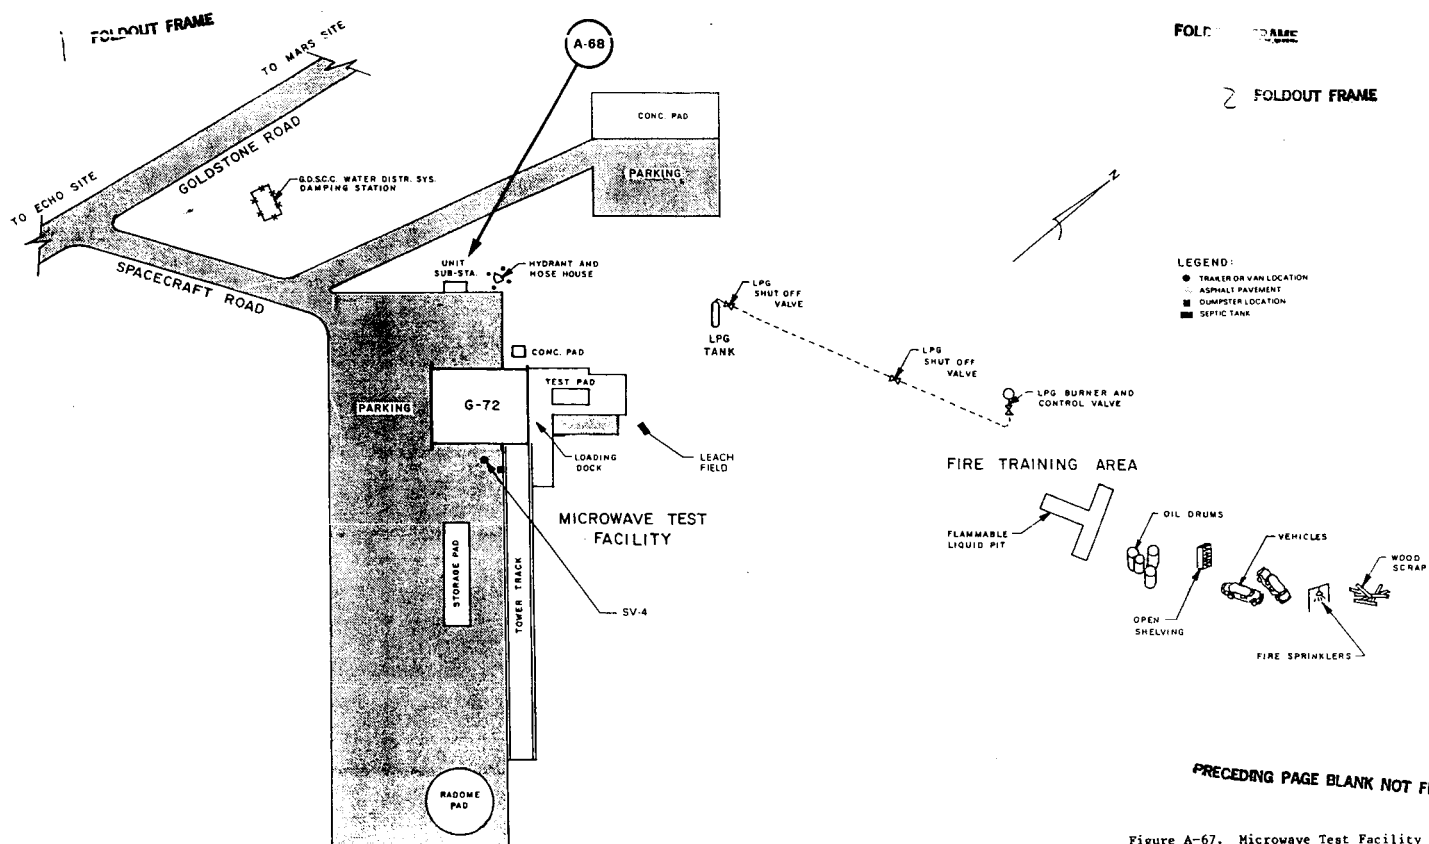 FOLDOUT FRAME
TO MARS SITE
A-68
GOLDSTONE ROAD
TO ECHO SITE
G.D.S.C.C. WATER DISTR. SYS.
DAMPING STATION
SPACECRAFT ROAD
CONC. PAD
PARKING
UNIT
SUB-STA.
HYDRANT AND
HOSE HOUSE
CONC. PAD
TEST PAD
PARKING
G-72
LOADING
DOCK
LEACH
FIELD
MICROWAVE TEST
FACILITY
STORAGE PAD
TOWER TRACK
SV-4
RADOME
PAD
FRAME
2 FOLDOUT FRAME
N
LEGEND:
TRAILER OR VAN LOCATION
ASPHALT PAVEMENT
DUMPSTER LOCATION
SEPTIC TANK
LPG
SHUT OFF
VALVE
LPG
TANK
LPG
SHUT OFF
VALVE
LPG BURNER AND
CONTROL VALVE
FIRE TRAINING AREA
FLAMMABLE
LIQUID PIT
OIL DRUMS
OPEN
SHELVING
VEHICLES
WOOD
SCRAP
FIRE SPRINKLERS
PRECEDING PAGE BLANK NOT
Figure A-67. Microwave Test Facility